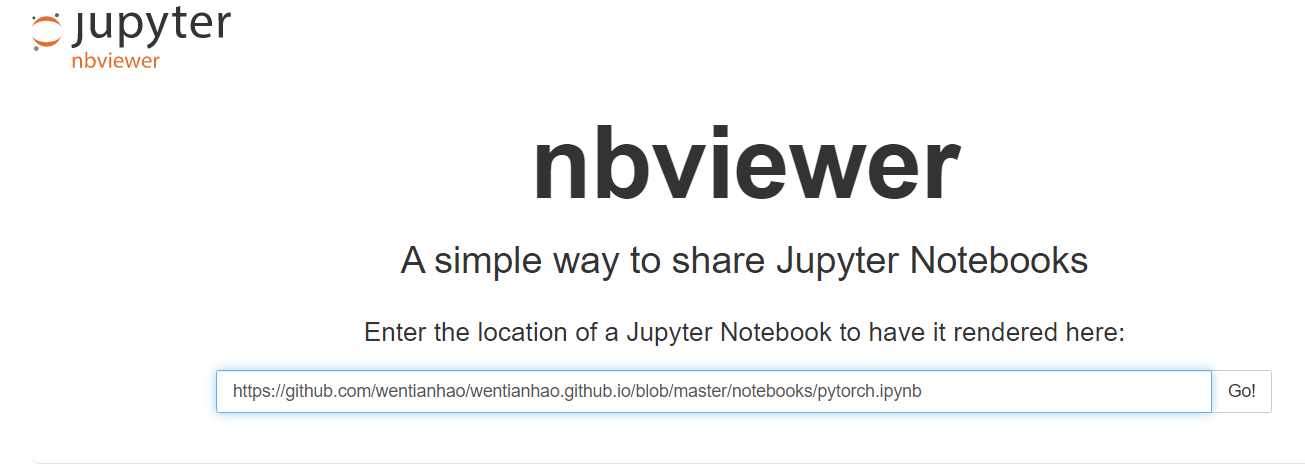 jupyter
nbviewer
nbviewer
A simple way to share Jupyter Notebooks
Enter the location of a Jupyter Notebook to have it rendered here:
https://github.com/wentianhao/wentianhao.github.io/blob/master/notebooks/pytorch.ipynb Go!